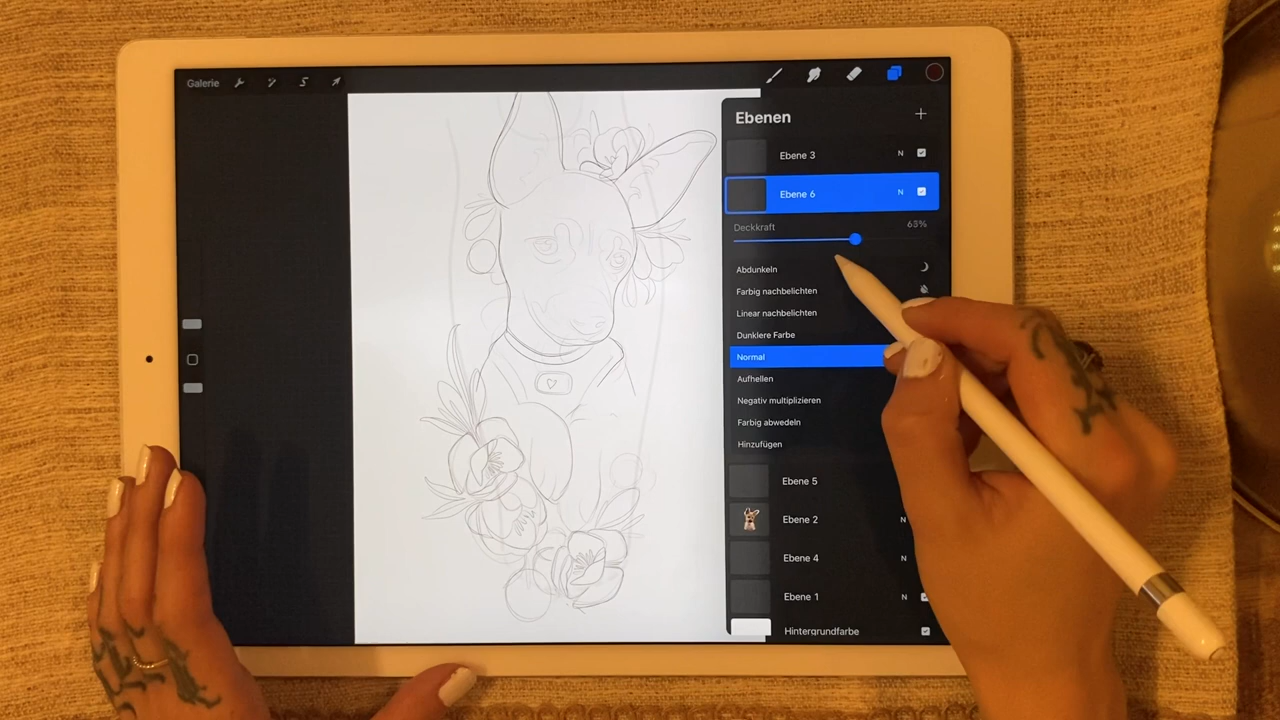 Galerie
Ebenen
Ebene 3 N
Ebene 6 N
Deckkraft 63%
Abdunkeln
Farbig nachbelichten
Linear nachbelichten
Dunklere Farbe
Normal
Aufhellen
Negativ multiplizieren
Farbig abwedeln
Hinzufügen
Ebene 5
Ebene 2 N
Ebene 4 N
Ebene 1 N
Hintergrundfarbe